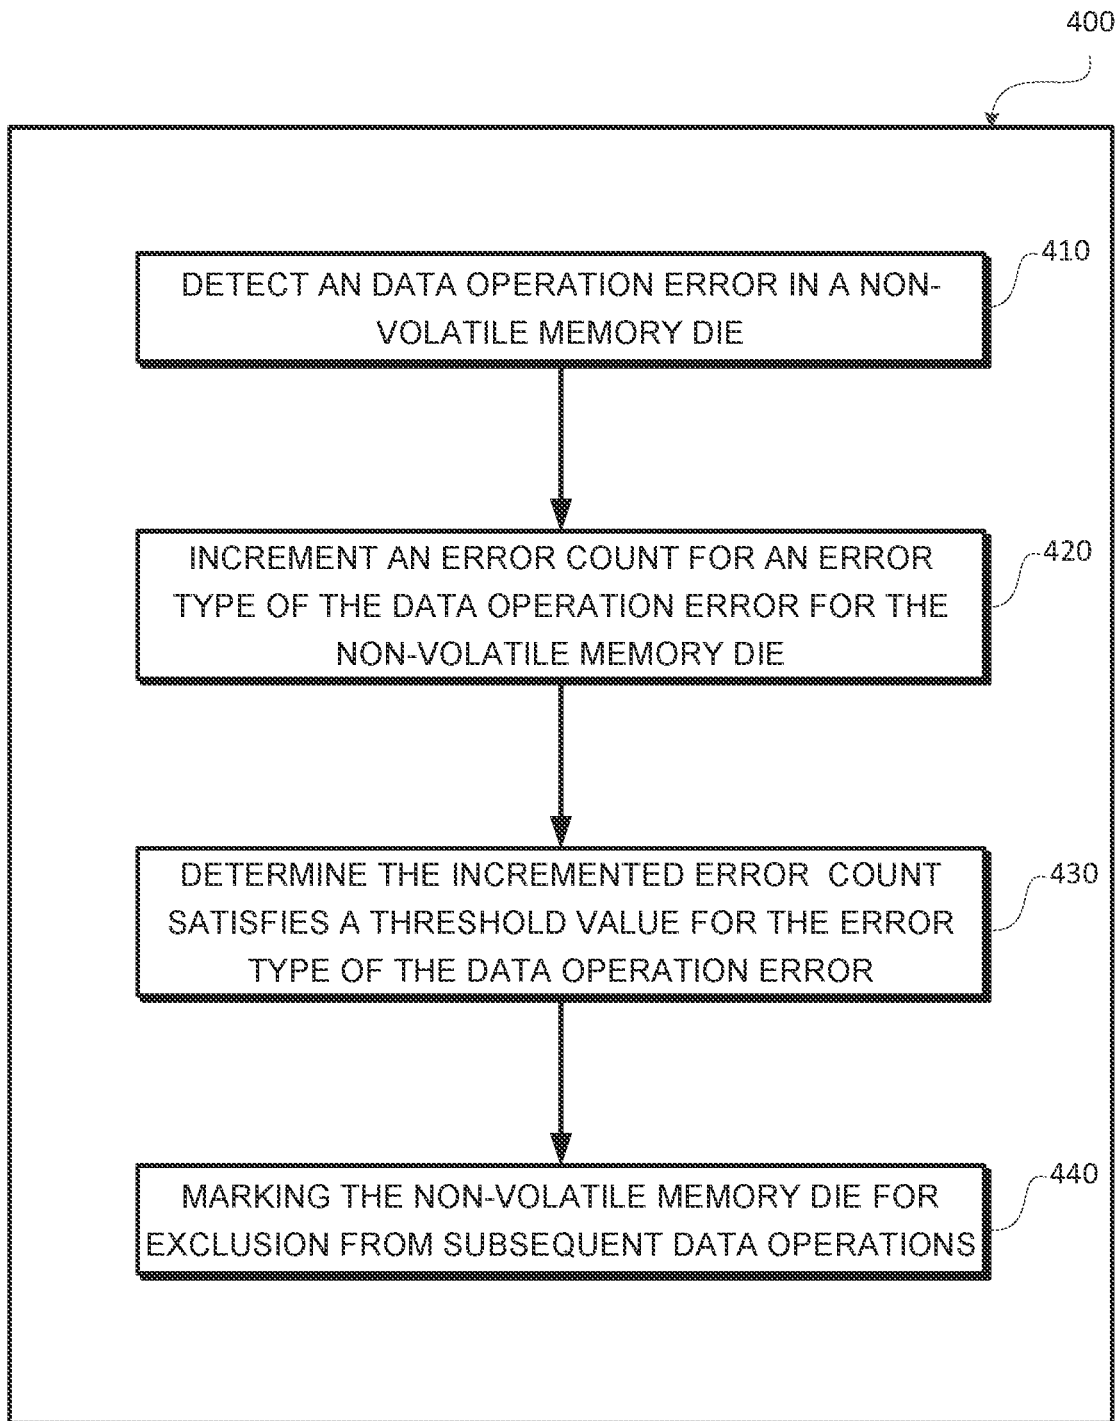 400
DETECT AN DATA OPERATION ERROR IN A NON-
VOLATILE MEMORY DIE
410
INCREMENT AN ERROR COUNT FOR AN ERROR
TYPE OF THE DATA OPERATION ERROR FOR THE
NON-VOLATILE MEMORY DIE
420
DETERMINE THE INCREMENTED ERROR COUNT
SATISFIES A THRESHOLD VALUE FOR THE ERROR
TYPE OF THE DATA OPERATION ERROR
430
MARKING THE NON-VOLATILE MEMORY DIE FOR
EXCLUSION FROM SUBSEQUENT DATA OPERATIONS
440